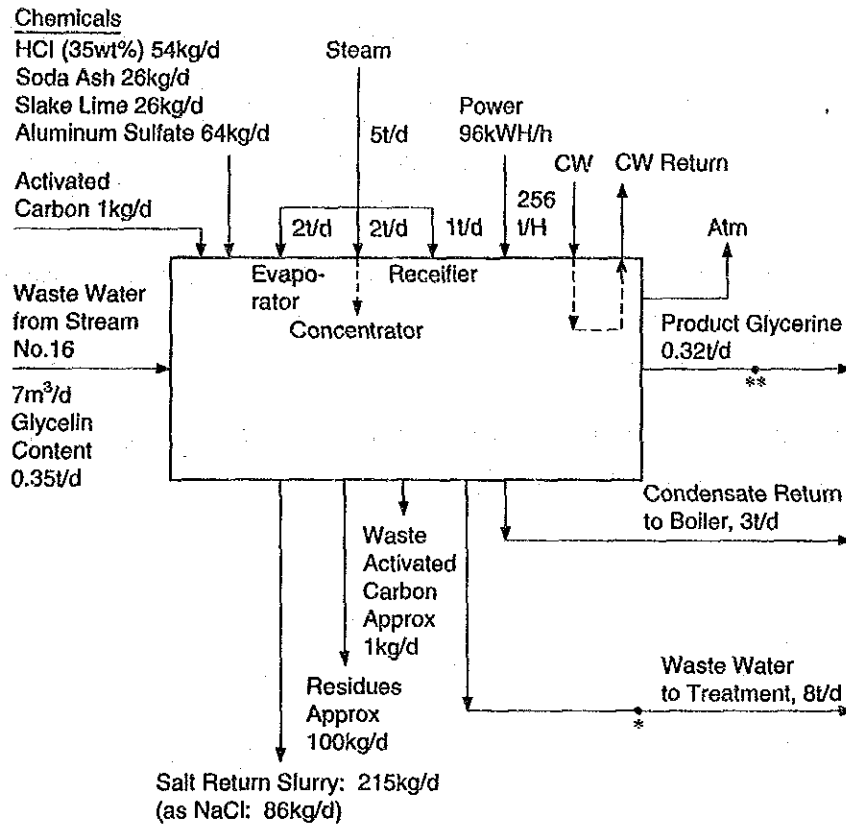 Chemicals
HCl (35wt%) 54kg/d
Soda Ash 26kg/d
Slake Lime 26kg/d
Aluminum Sulfate 64kg/d
Steam
5t/d
Power
96kWH/h
CW
CW Return
256
t/H
Atm
Activated
Carbon 1kg/d
2t/d
2t/d
1t/d
Evapo-
rator
Receifier
Concentrator
Waste Water
from Stream
No.16
7m³/d
Glycelin
Content
0.35t/d
Product Glycerine
0.32t/d
**
Condensate Return
to Boiler, 3t/d
Waste
Activated
Carbon
Approx
1kg/d
Waste Water
to Treatment, 8t/d
*
Residues
Approx
100kg/d
Salt Return Slurry: 215kg/d
(as NaCl: 86kg/d)